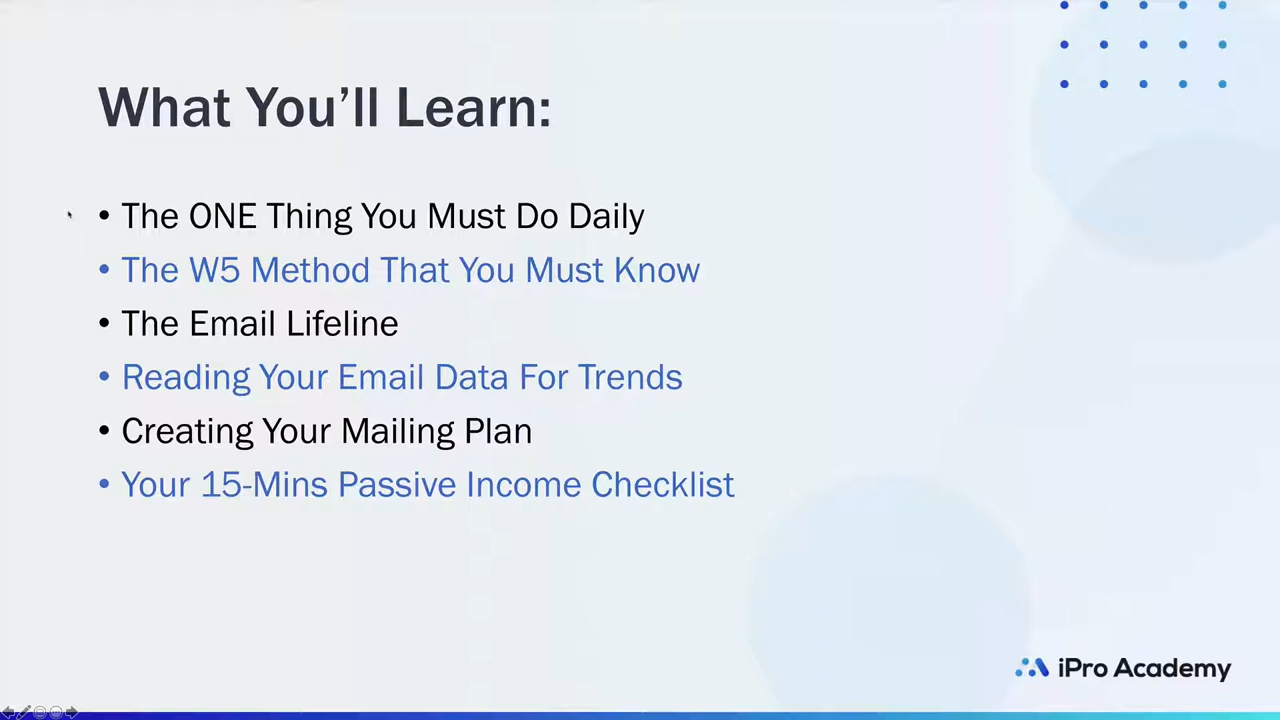 What You’ll Learn:
• The ONE Thing You Must Do Daily
• The W5 Method That You Must Know
• The Email Lifeline
• Reading Your Email Data For Trends
• Creating Your Mailing Plan
• Your 15-Mins Passive Income Checklist
iPro Academy